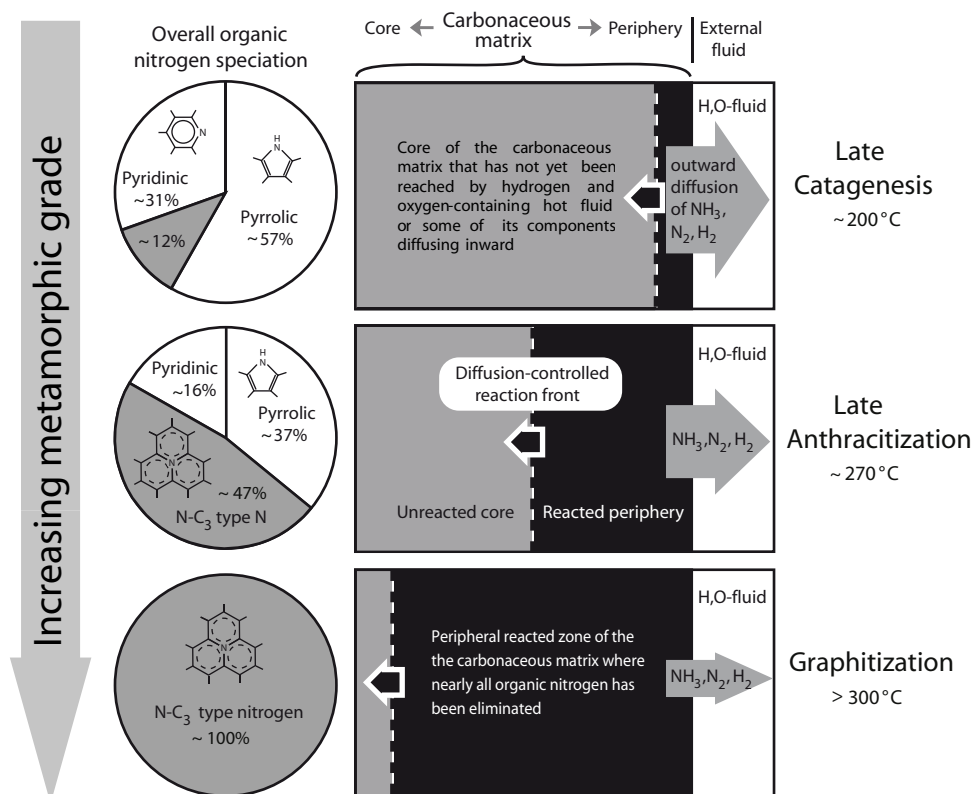 Increasing metamorphic grade
Overall organic
nitrogen speciation
Core
Carbonaceous
matrix
Periphery
External
fluid
N
Pyridinic
~31%
H
N
Pyrrolic
~57%
~12%
Core of the carbonaceous
matrix that has not yet been
reached by hydrogen and
oxygen-containing hot fluid
or some of its components
diffusing inward
H,O-fluid
outward
diffusion
of NH3,
N2, H2
Late
Catagenesis
~200°C
Pyridinic
~16%
H
N
Pyrrolic
~37%
N
~47%
N-C3 type N
Diffusion-controlled
reaction front
Unreacted core
Reacted periphery
H,O-fluid
NH3,N2, H2
Late
Anthracitization
~270°C
N
N-C3 type nitrogen
~100%
Peripheral reacted zone of the
the carbonaceous matrix where
nearly all organic nitrogen has
been eliminated
H,O-fluid
NH3,N2, H2
Graphitization
> 300°C